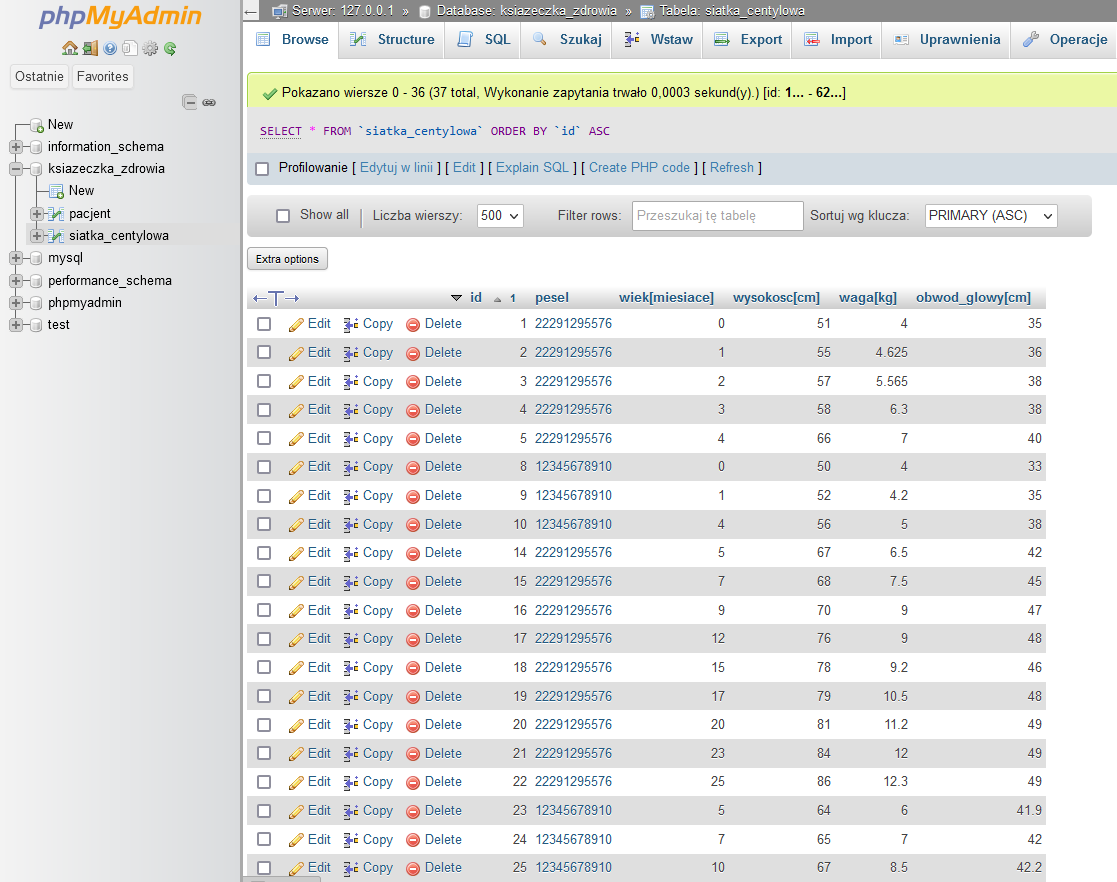 phpMyAdmin
Ostatnie Favorites
New
information_schema
ksiazeczka_zdrowia
New
pacjent
siatka_centylowa
mysql
performance_schema
phpmyadmin
test
Serwer: 127.0.0.1 » Database: ksiazeczka_zdrowia » Tabela: siatka_centylowa
Browse Structure SQL Szukaj Wstaw Export Import Uprawnienia Operacje
Pokazano wiersze 0 - 36 (37 total, Wykonanie zapytania trwało 0,0003 sekund(y).) [id: 1... - 62...]
SELECT * FROM `siatka_centylowa` ORDER BY `id` ASC
Profilowanie [ Edytuj w linii ] [ Edit ] [ Explain SQL ] [ Create PHP code ] [ Refresh ]
Show all Liczba wierszy: 500 Filter rows: Przeszukaj tę tabelę Sortuj wg klucza: PRIMARY (ASC)
Extra options
←T→ id 1 pesel wiek[miesiace] wysokosc[cm] waga[kg] obwod_glowy[cm]
Edit Copy Delete 1 22291295576 0 51 4 35
Edit Copy Delete 2 22291295576 1 55 4.625 36
Edit Copy Delete 3 22291295576 2 57 5.565 38
Edit Copy Delete 4 22291295576 3 58 6.3 38
Edit Copy Delete 5 22291295576 4 66 7 40
Edit Copy Delete 8 12345678910 0 50 4 33
Edit Copy Delete 9 12345678910 1 52 4.2 35
Edit Copy Delete 10 12345678910 4 56 5 38
Edit Copy Delete 14 22291295576 5 67 6.5 42
Edit Copy Delete 15 22291295576 7 68 7.5 45
Edit Copy Delete 16 22291295576 9 70 9 47
Edit Copy Delete 17 22291295576 12 76 9 48
Edit Copy Delete 18 22291295576 15 78 9.2 46
Edit Copy Delete 19 22291295576 17 79 10.5 48
Edit Copy Delete 20 22291295576 20 81 11.2 49
Edit Copy Delete 21 22291295576 23 84 12 49
Edit Copy Delete 22 22291295576 25 86 12.3 49
Edit Copy Delete 23 12345678910 5 64 6 41.9
Edit Copy Delete 24 12345678910 7 65 7 42
Edit Copy Delete 25 12345678910 10 67 8.5 42.2